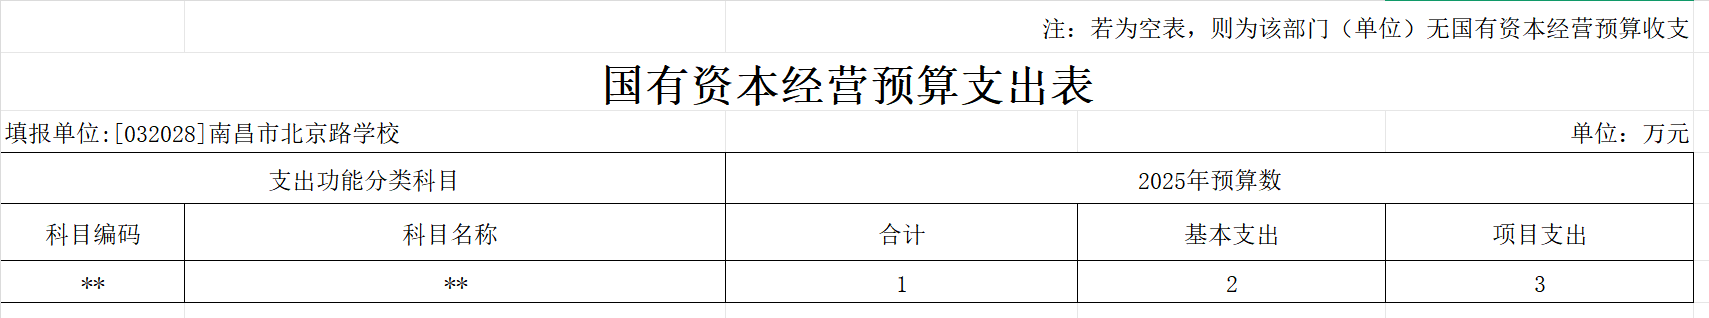 注：若为空表，则为该部门（单位）无国有资本经营预算收支
国有资本经营预算支出表
填报单位:[032028]南昌市北京路学校 单位：万元
支出功能分类科目 2025年预算数
科目编码 科目名称 合计 基本支出 项目支出
** ** 1 2 3